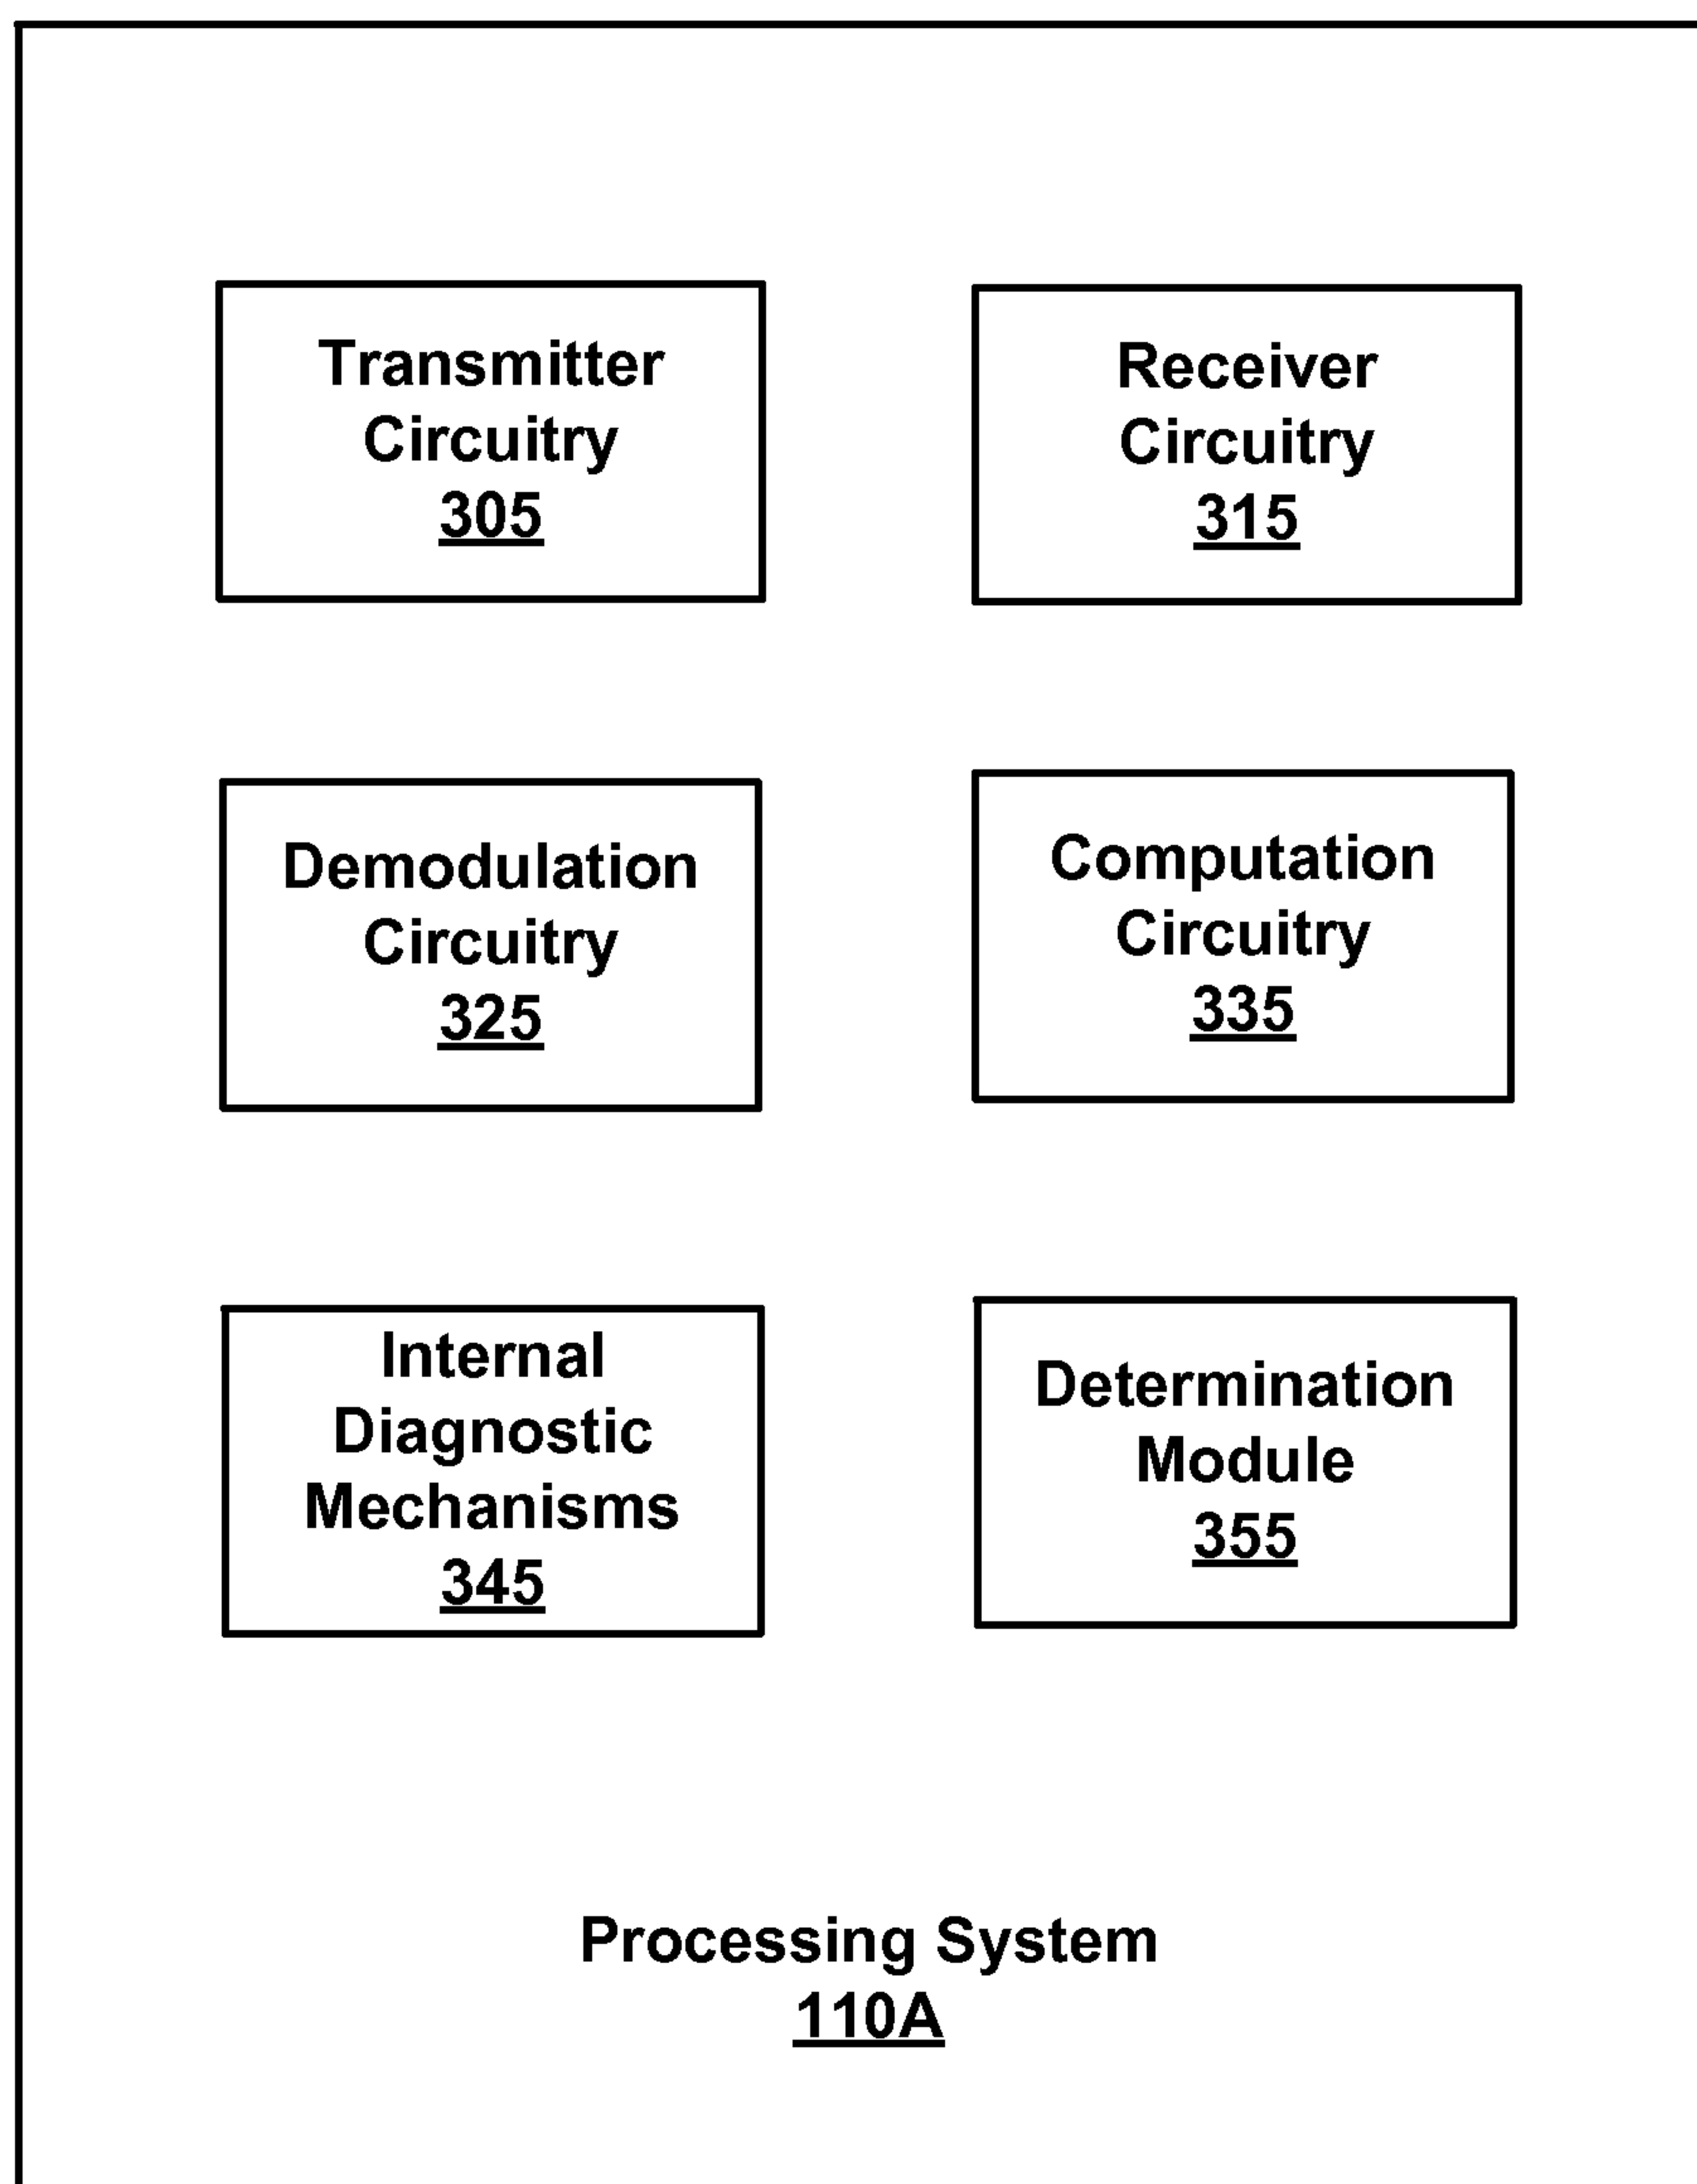 Transmitter
Circuitry
305
Receiver
Circuitry
315
Demodulation
Circuitry
325
Computation
Circuitry
335
Internal
Diagnostic
Mechanisms
345
Determination
Module
355
Processing System
110A